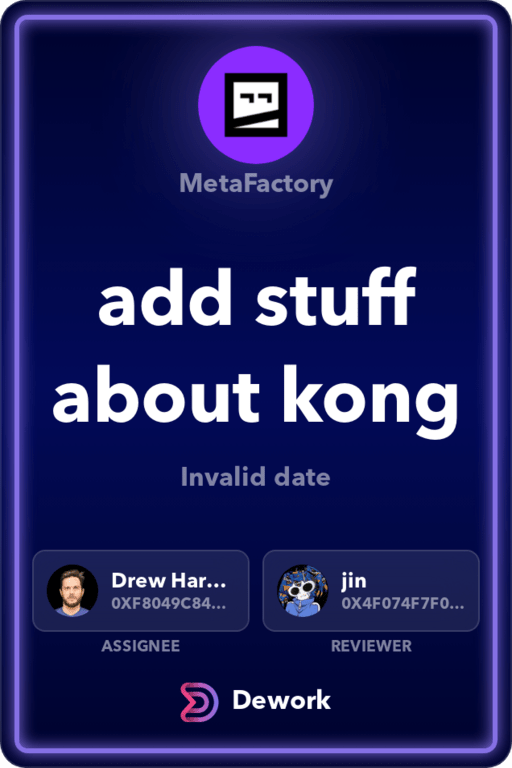 MetaFactory
add stuff
about kong
Invalid date
Drew Har...
0XF8049C84...
ASSIGNEE
jin
0X4F074F7F0...
REVIEWER
Dework